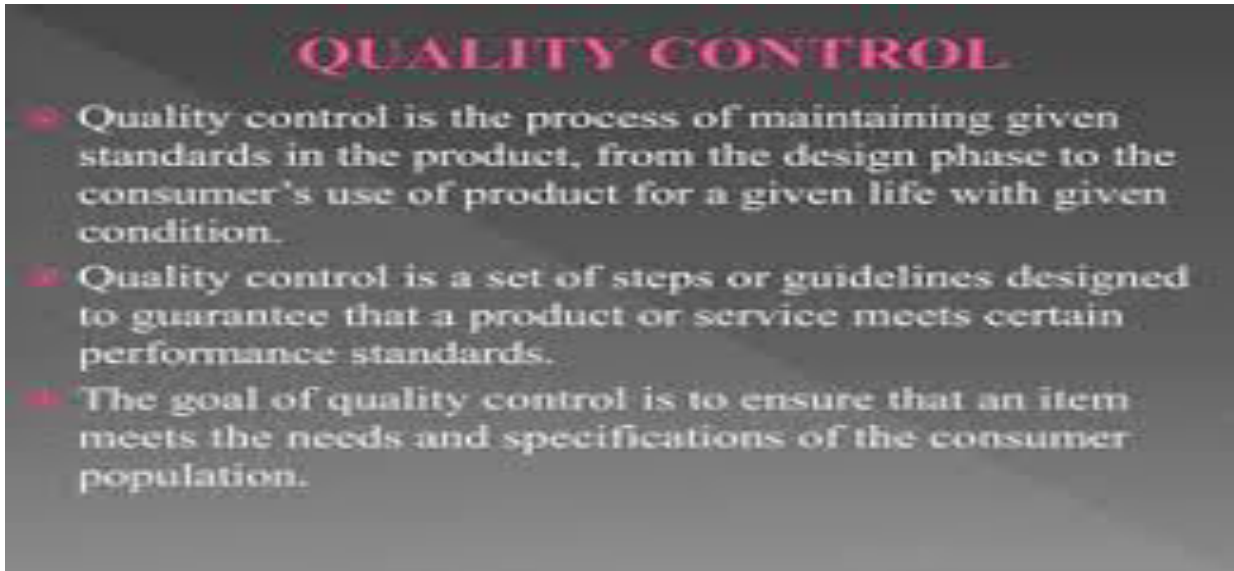 QUALITY CONTROL
Quality control is the process of maintaining given
standards in the product, from the design phase to the
consumer's use of product for a given life with given
condition.
Quality control is a set of steps or guidelines designed
to guarantee that a product or service meets certain
performance standards.
The goal of quality control is to ensure that an item
meets the needs and specifications of the consumer
population.